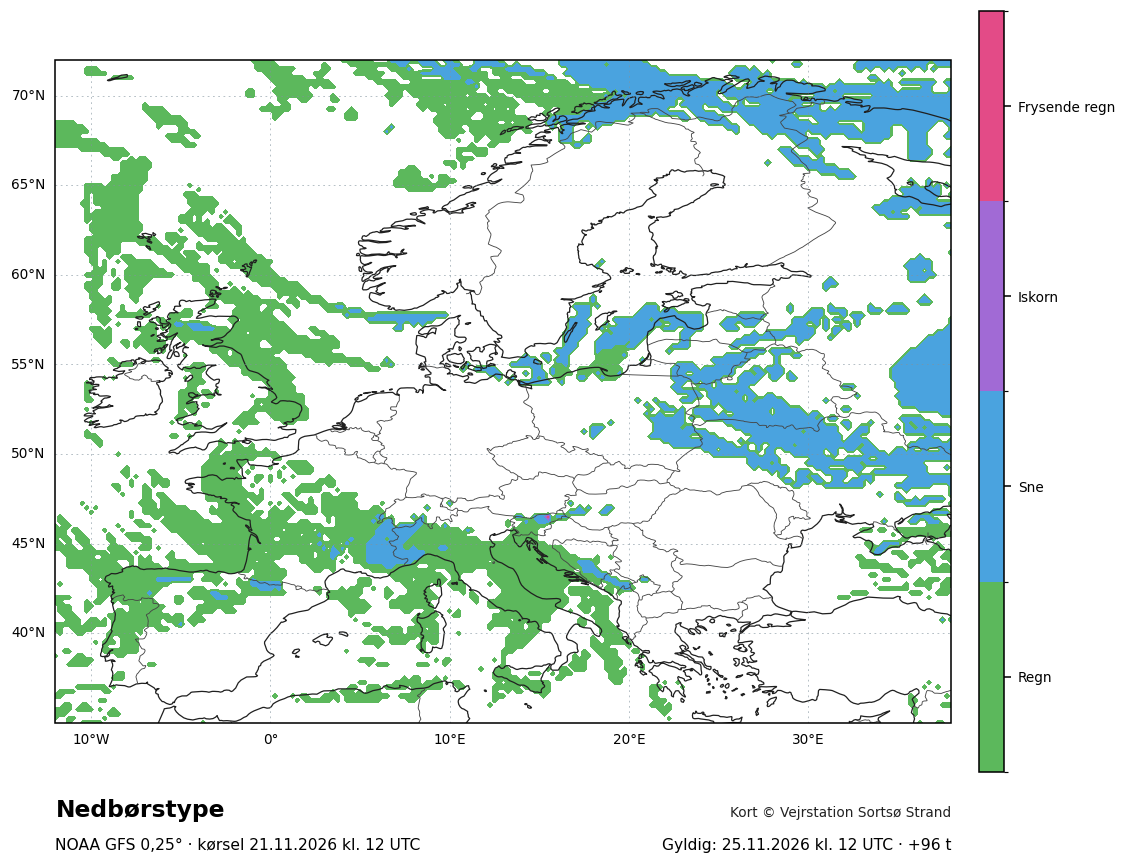 70°N
65°N
60°N
55°N
50°N
45°N
40°N
10°W
0°
10°E
20°E
30°E
Frysende regn
Iskorn
Sne
Regn
Nedbørstype
Kort © Vejrstation Sortsø Strand
NOAA GFS 0,25° · kørsel 21.11.2026 kl. 12 UTC
Gyldig: 25.11.2026 kl. 12 UTC · +96 t